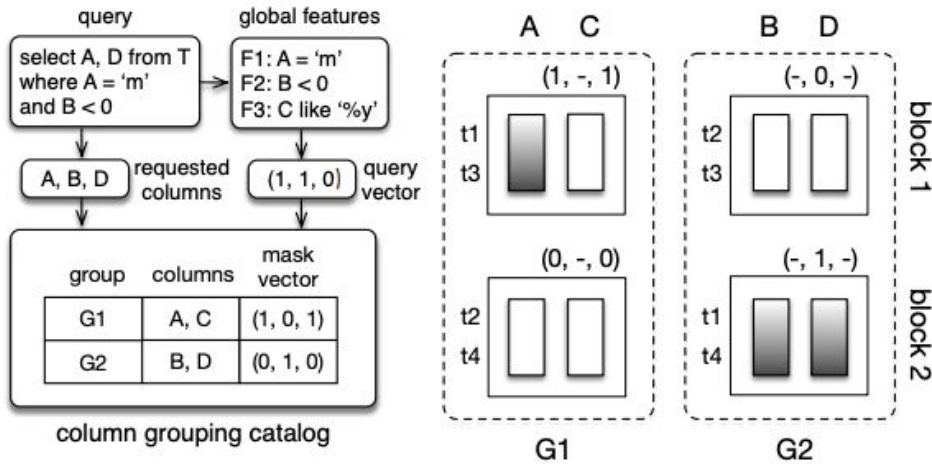 query
select A, D from T
where A = ‘m’
and B < 0
global features
F1: A = ‘m’
F2: B < 0
F3: C like ‘%y’
A, B, D
requested
columns
(1, 1, 0)
query
vector
group columns mask
vector
G1 A, C (1, 0, 1)
G2 B, D (0, 1, 0)
column grouping catalog
A C
(1, -, 1)
t1
t3
(0, -, 0)
t2
t4
G1
B D
(-, 0, -)
t2
t3
block 1
(-, 1, -)
t1
t4
block 2
G2